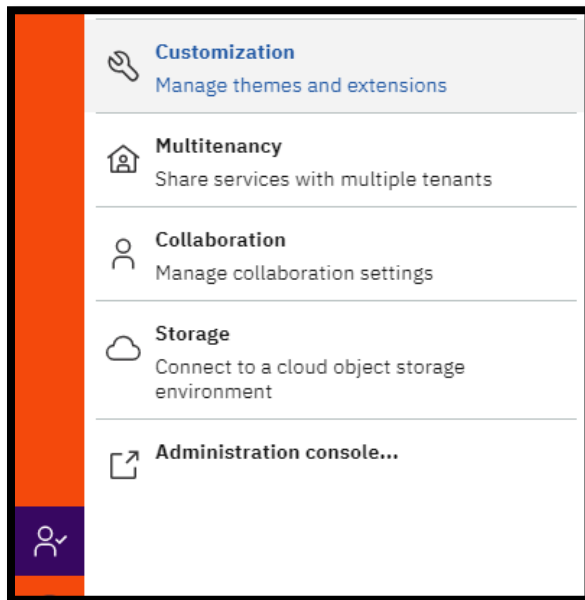 Customization
Manage themes and extensions
Multitenancy
Share services with multiple tenants
Collaboration
Manage collaboration settings
Storage
Connect to a cloud object storage
environment
Administration console...